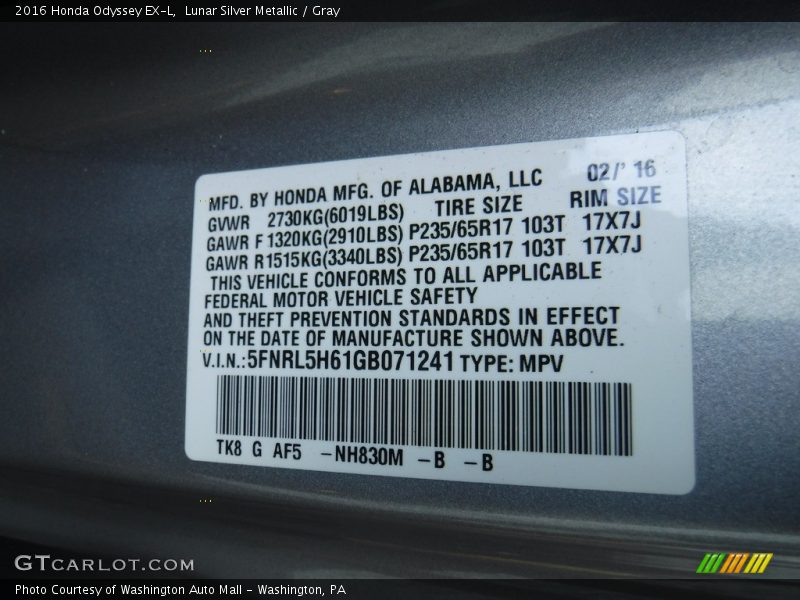 2016 Honda Odyssey EX-L,  Lunar Silver Metallic / Gray
MFD. BY HONDA MFG. OF ALABAMA, LLC 02/' 16
GVWR 2730KG(6019LBS) TIRE SIZE RIM SIZE
GAWR F 1320KG(2910LBS) P235/65R17 103T 17X7J
GAWR R1515KG(3340LBS) P235/65R17 103T 17X7J
THIS VEHICLE CONFORMS TO ALL APPLICABLE
FEDERAL MOTOR VEHICLE SAFETY
AND THEFT PREVENTION STANDARDS IN EFFECT
ON THE DATE OF MANUFACTURE SHOWN ABOVE.
V.I.N.:5FNRL5H61GB071241 TYPE: MPV
TK8 G AF5 -NH830M -B -B
GTCARLOT.COM
Photo Courtesy of Washington Auto Mall - Washington, PA